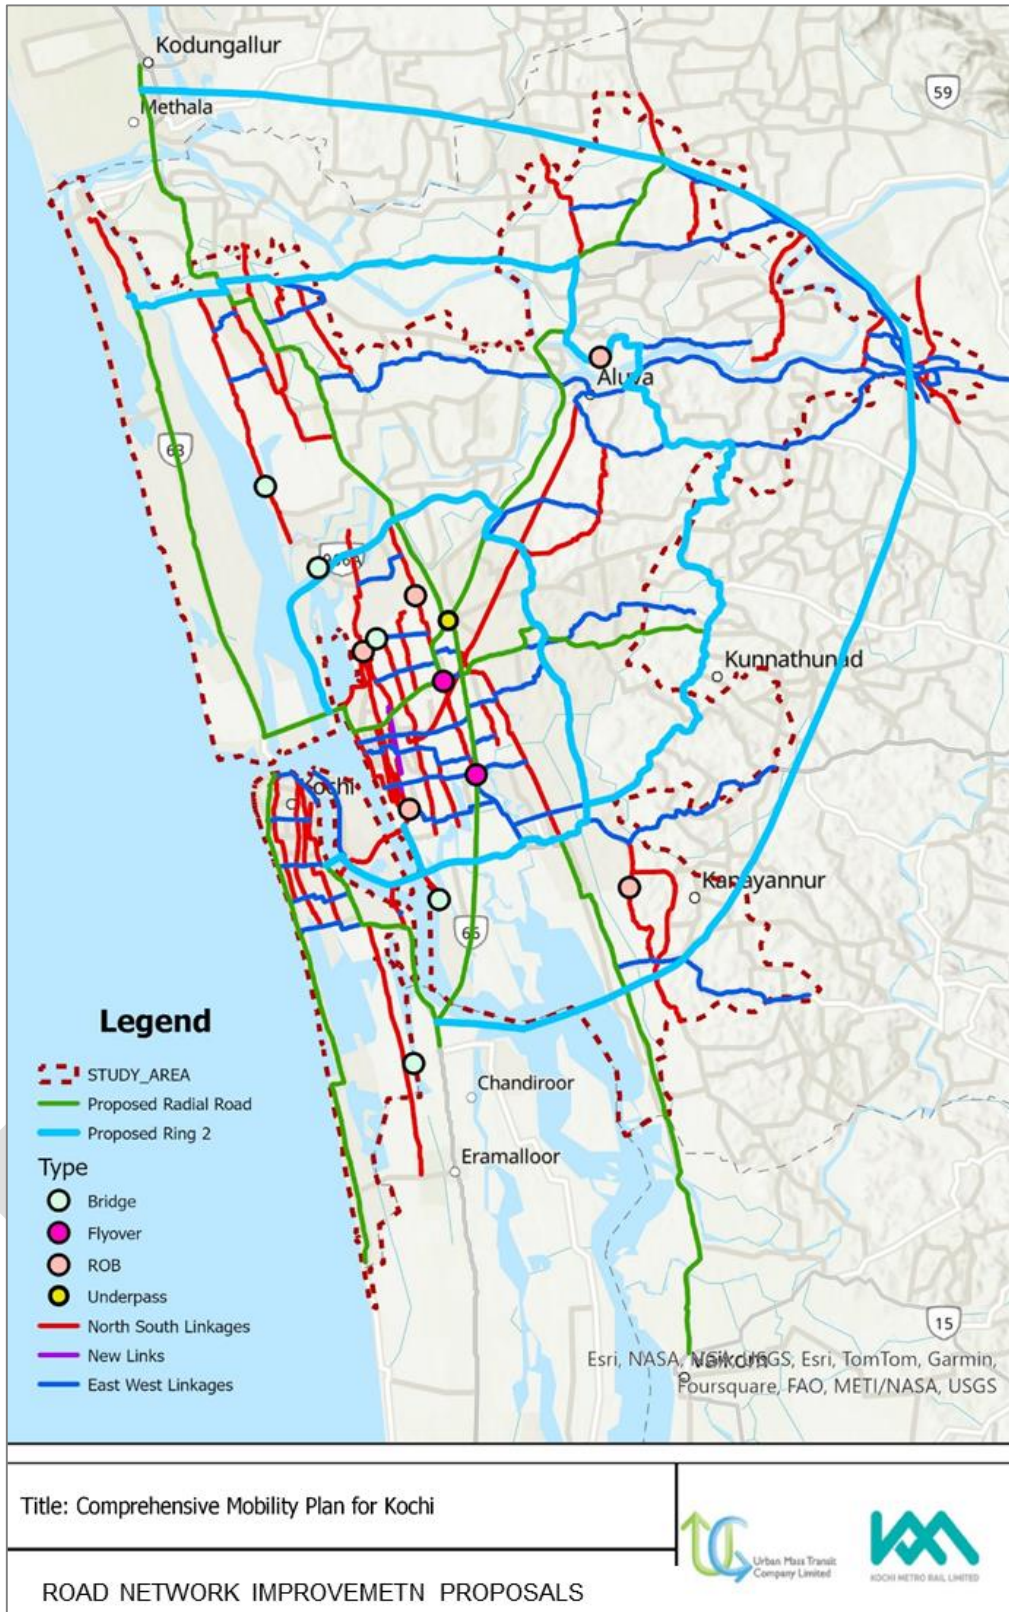 Kodungallur
Methala
59
63
Aluva
966A
Kunnathunad
Kochi
Kanayannur
66
Legend
STUDY_AREA
Proposed Radial Road
Proposed Ring 2
Type
Bridge
Flyover
ROB
Underpass
North South Linkages
New Links
East West Linkages
Chandiroor
Eramalloor
15
Vaikom
Esri, NASA, NGA, USGS, Esri, TomTom, Garmin,
Foursquare, FAO, METI/NASA, USGS
Title: Comprehensive Mobility Plan for Kochi
Urban Mass Transit
Company Limited
KOCHI METRO RAIL LIMITED
ROAD NETWORK IMPROVEMETN PROPOSALS